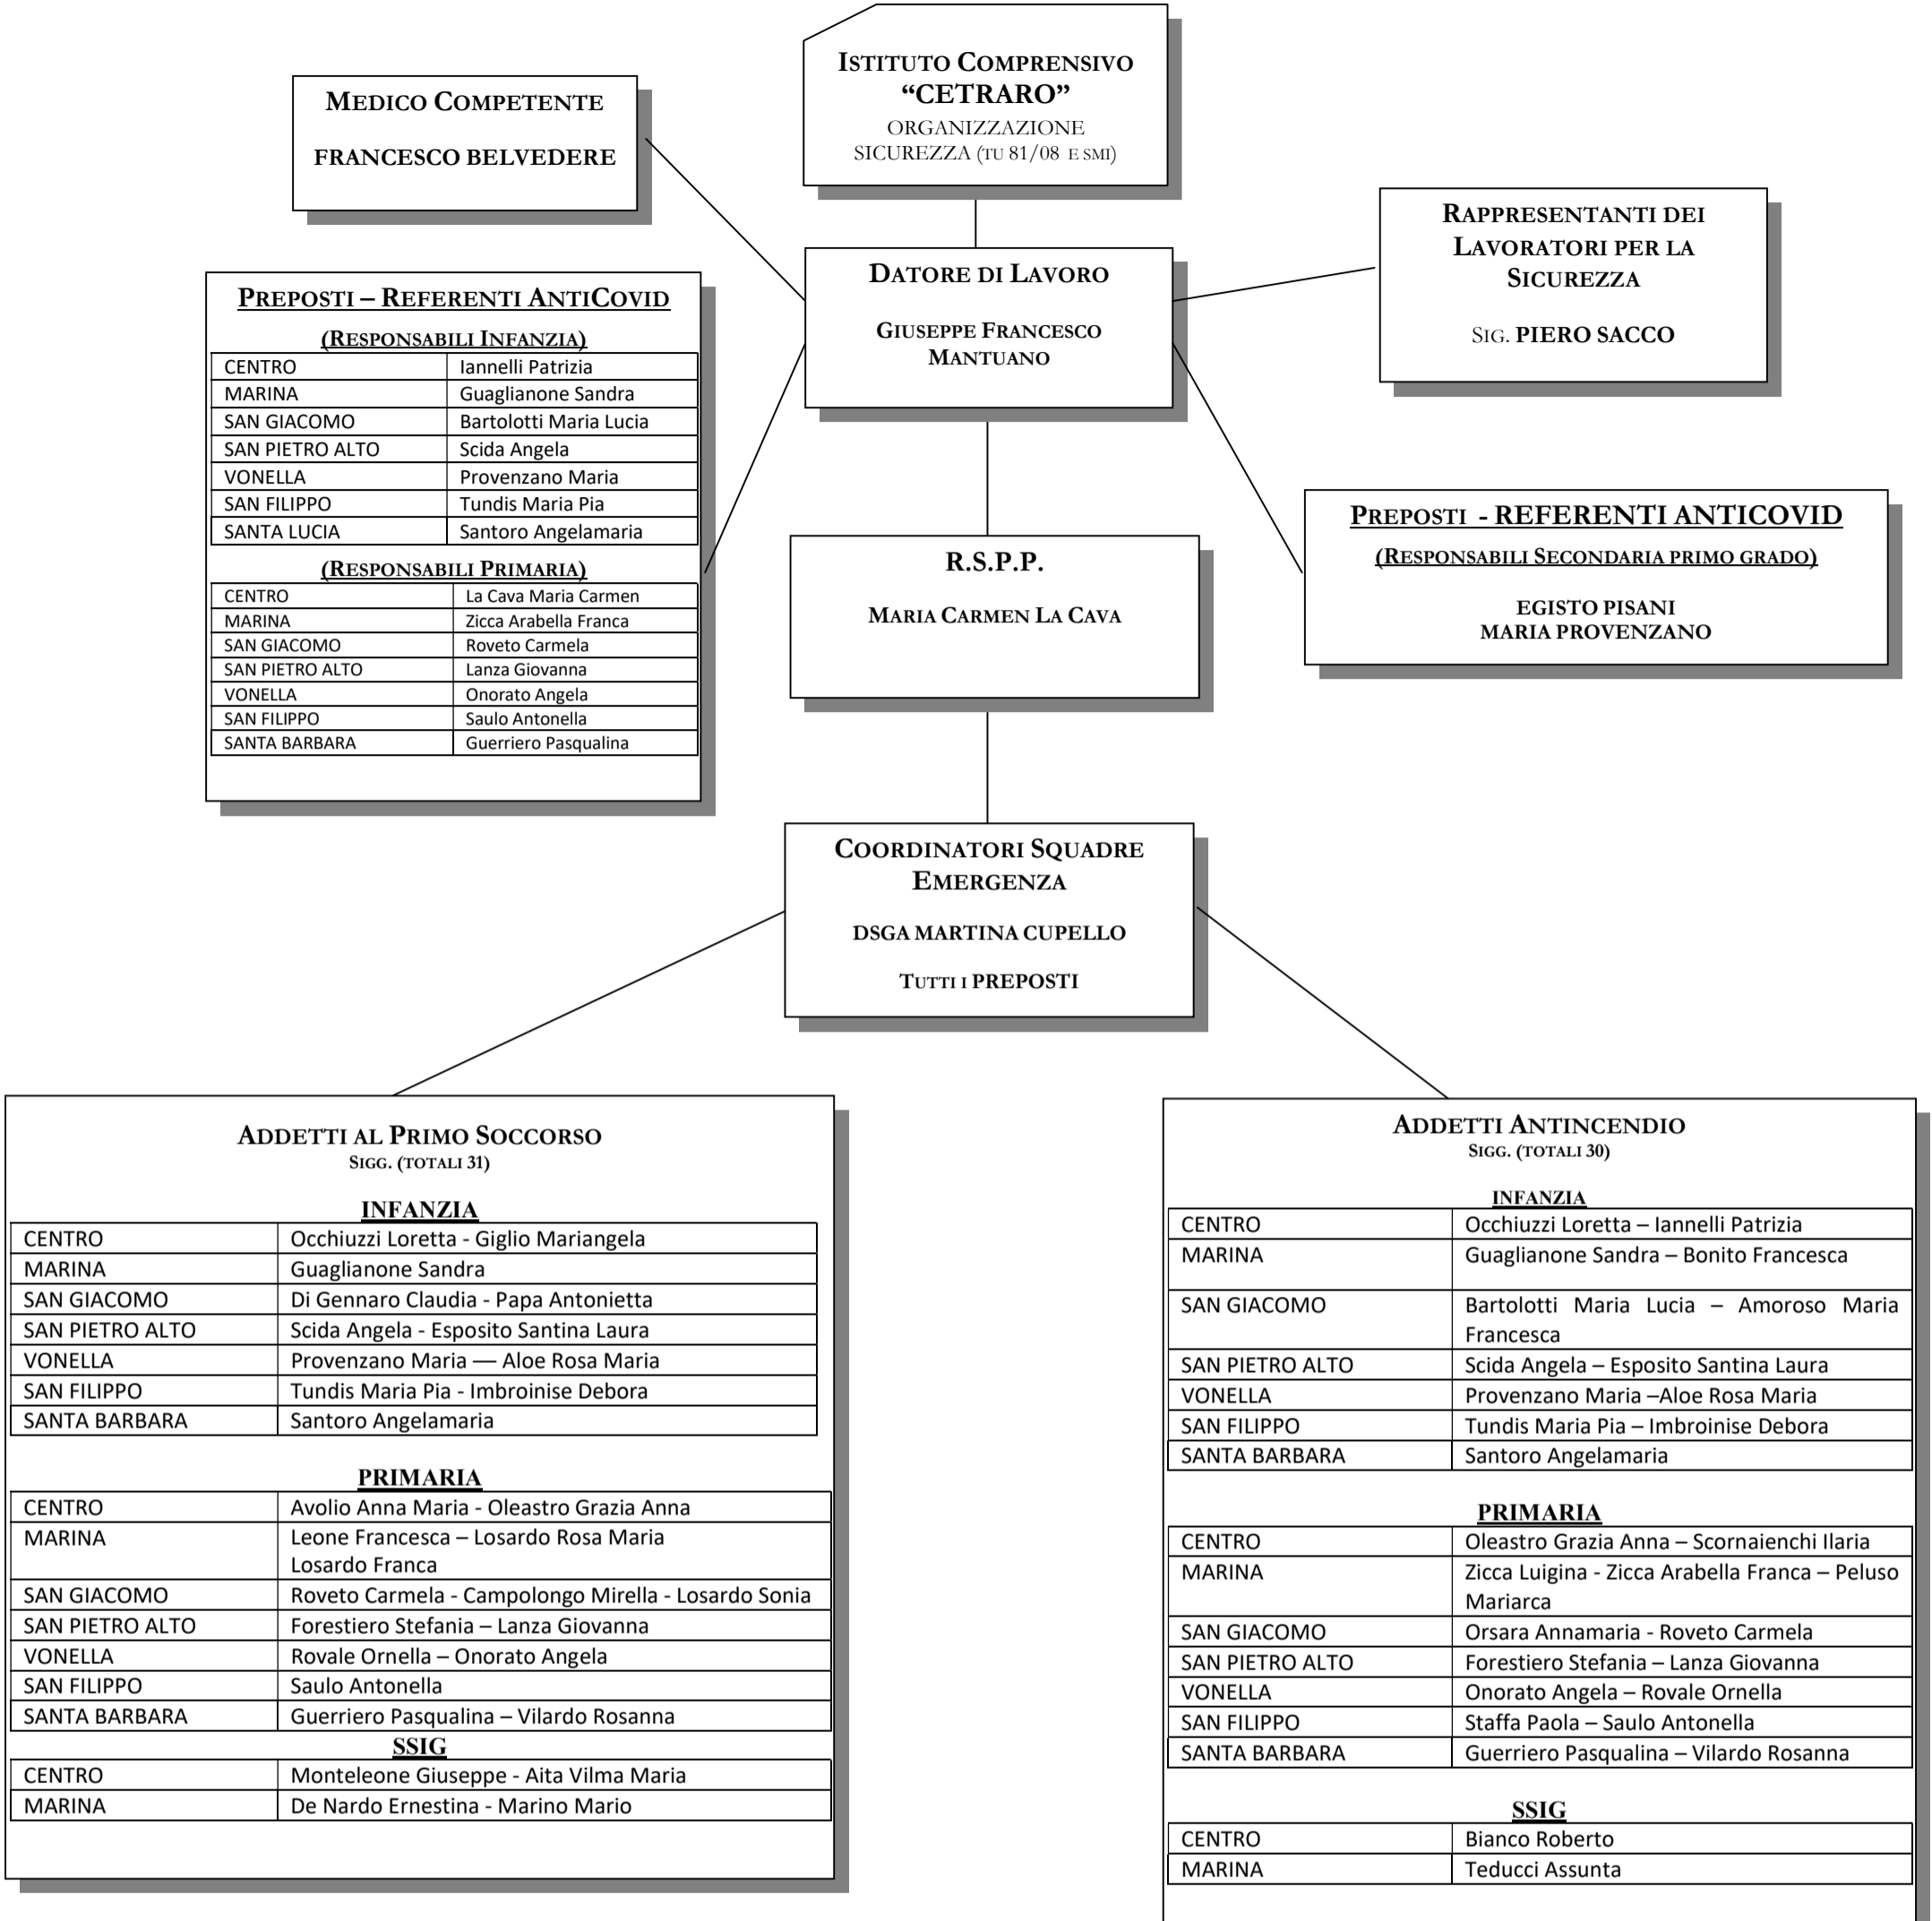 ISTITUTO COMPRENSIVO
“CETRARO”
ORGANIZZAZIONE
SICUREZZA (TU 81/08 E SMI)
MEDICO COMPETENTE
FRANCESCO BELVEDERE
DATORE DI LAVORO
GIUSEPPE FRANCESCO
MANTUANO
RAPPRESENTANTI DEI
LAVORATORI PER LA
SICUREZZA
SIG. PIERO SACCO
PREPOSTI – REFERENTI ANTICOVID
(RESPONSABILI INFANZIA)
CENTRO Iannelli Patrizia
MARINA Guaglianone Sandra
SAN GIACOMO Bartolotti Maria Lucia
SAN PIETRO ALTO Scida Angela
VONELLA Provenzano Maria
SAN FILIPPO Tundis Maria Pia
SANTA LUCIA Santoro Angelamaria
(RESPONSABILI PRIMARIA)
CENTRO La Cava Maria Carmen
MARINA Zicca Arabella Franca
SAN GIACOMO Roveto Carmela
SAN PIETRO ALTO Lanza Giovanna
VONELLA Onorato Angela
SAN FILIPPO Saulo Antonella
SANTA BARBARA Guerriero Pasqualina
PREPOSTI - REFERENTI ANTICOVID
(RESPONSABILI SECONDARIA PRIMO GRADO)
EGISTO PISANI
MARIA PROVENZANO
R.S.P.P.
MARIA CARMEN LA CAVA
COORDINATORI SQUADRE
EMERGENZA
DSGA MARTINA CUPELLO
TUTTI I PREPOSTI
ADDETTI AL PRIMO SOCCORSO
SIGG. (TOTALI 31)
INFANZIA
CENTRO Occhiuzzi Loretta - Giglio Mariangela
MARINA Guaglianone Sandra
SAN GIACOMO Di Gennaro Claudia - Papa Antonietta
SAN PIETRO ALTO Scida Angela - Esposito Santina Laura
VONELLA Provenzano Maria –– Aloe Rosa Maria
SAN FILIPPO Tundis Maria Pia - Imbroinise Debora
SANTA BARBARA Santoro Angelamaria
PRIMARIA
CENTRO Avolio Anna Maria - Oleastro Grazia Anna
MARINA Leone Francesca – Losardo Rosa Maria
Losardo Franca
SAN GIACOMO Roveto Carmela - Campolongo Mirella - Losardo Sonia
SAN PIETRO ALTO Forestiero Stefania – Lanza Giovanna
VONELLA Rovale Ornella – Onorato Angela
SAN FILIPPO Saulo Antonella
SANTA BARBARA Guerriero Pasqualina – Vilardo Rosanna
SSIG
CENTRO Monteleone Giuseppe - Aita Vilma Maria
MARINA De Nardo Ernestina - Marino Mario
ADDETTI ANTINCENDIO
SIGG. (TOTALI 30)
INFANZIA
CENTRO Occhiuzzi Loretta – Iannelli Patrizia
MARINA Guaglianone Sandra – Bonito Francesca
SAN GIACOMO Bartolotti Maria Lucia – Amoroso Maria
Francesca
SAN PIETRO ALTO Scida Angela – Esposito Santina Laura
VONELLA Provenzano Maria –Aloe Rosa Maria
SAN FILIPPO Tundis Maria Pia – Imbroinise Debora
SANTA BARBARA Santoro Angelamaria
PRIMARIA
CENTRO Oleastro Grazia Anna – Scornaienchi Ilaria
MARINA Zicca Luigina - Zicca Arabella Franca – Peluso
Mariarca
SAN GIACOMO Orsara Annamaria - Roveto Carmela
SAN PIETRO ALTO Forestiero Stefania – Lanza Giovanna
VONELLA Onorato Angela – Rovale Ornella
SAN FILIPPO Staffa Paola – Saulo Antonella
SANTA BARBARA Guerriero Pasqualina – Vilardo Rosanna
SSIG
CENTRO Bianco Roberto
MARINA Teducci Assunta